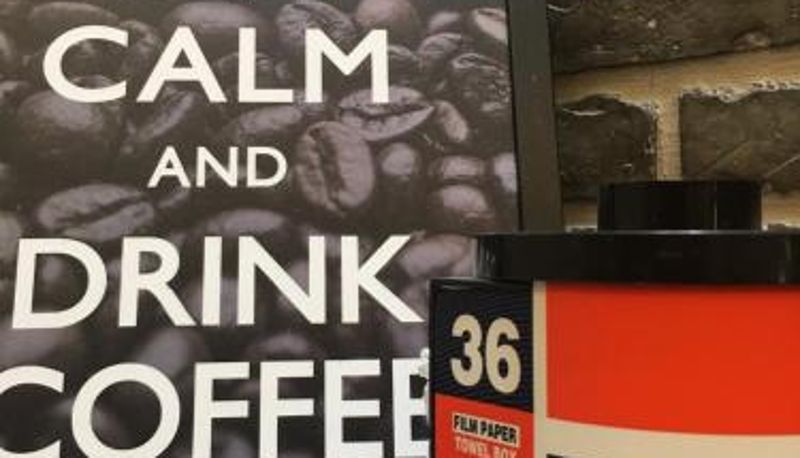 CALM
AND
DRINK
COFFEE
36
FILM PAPER
TOWEL BOX